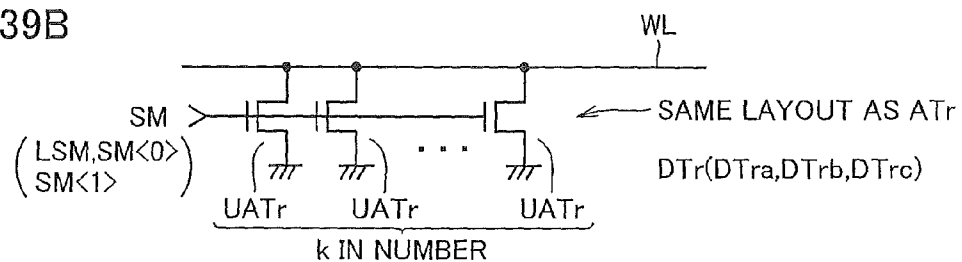 39B
WL
SM
(LSM,SM<0>
SM<1>)
SAME LAYOUT AS ATr
DTr(DTra,DTrb,DTrc)
...
UATr UATr UATr
k IN NUMBER